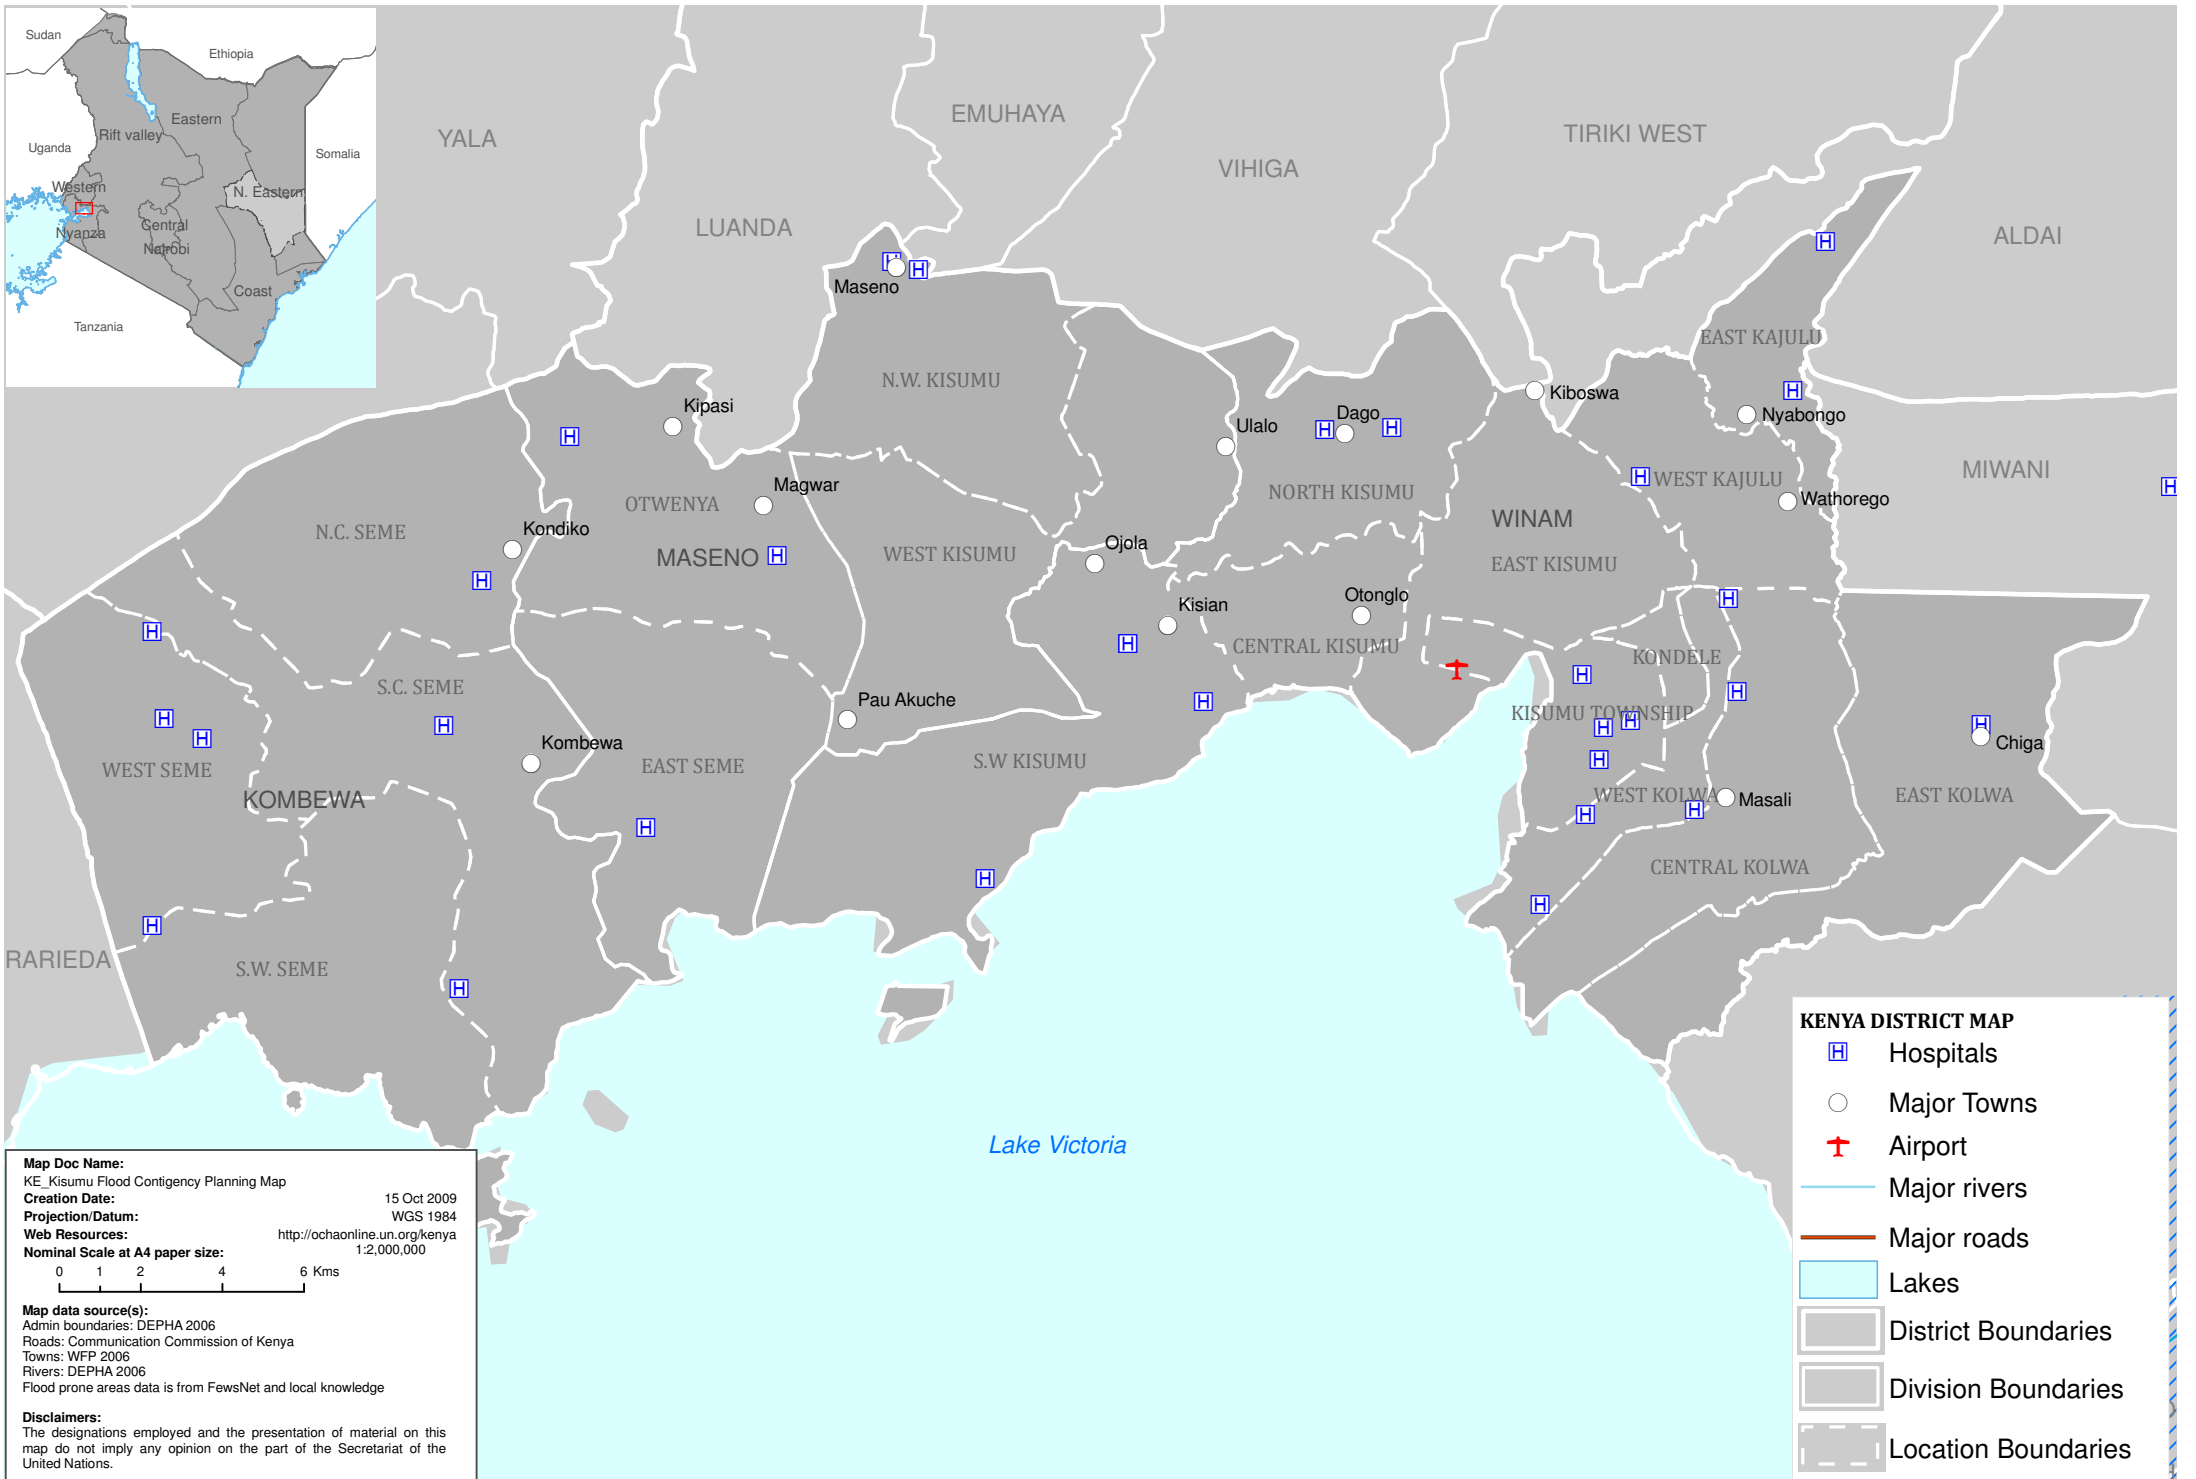 Sudan
Ethiopia
Eastern
Rift valley
Uganda
Somalia
Western
N. Eastern
Central
Nyanza
Nairobi
Coast
Tanzania
YALA
EMUHAYA
TIRIKI WEST
VIHIGA
LUANDA
ALDAI
Maseno
EAST KAJULU
N.W. KISUMU
Kiboswa
Kipasi
Dago
Nyabongo
Ulalo
MIWANI
WEST KAJULU
Magwar
NORTH KISUMU
Wathorego
OTWENYA
WINAM
Kondiko
N.C. SEME
Ojola
MASENO
WEST KISUMU
EAST KISUMU
Otonglo
Kisian
CENTRAL KISUMU
KONDELE
S.C. SEME
Pau Akuche
KISUMU TOWNSHIP
Kombewa
Chiga
S.W KISUMU
EAST SEME
WEST SEME
KOMBEWA
WEST KOLWA
Masali
EAST KOLWA
CENTRAL KOLWA
RARIEDA
S.W. SEME
Lake Victoria
KENYA DISTRICT MAP
H Hospitals
Major Towns
Airport
Major rivers
Major roads
Lakes
District Boundaries
Division Boundaries
Location Boundaries
Map Doc Name:
KE_Kisumu Flood Contigency Planning Map
Creation Date: 15 Oct 2009
Projection/Datum: WGS 1984
Web Resources: http://ochaonline.un.org/kenya
Nominal Scale at A4 paper size: 1:2,000,000
0 1 2 4 6 Kms
Map data source(s):
Admin boundaries: DEPHA 2006
Roads: Communication Commission of Kenya
Towns: WFP 2006
Rivers: DEPHA 2006
Flood prone areas data is from FewsNet and local knowledge
Disclaimers:
The designations employed and the presentation of material on this
map do not imply any opinion on the part of the Secretariat of the
United Nations.